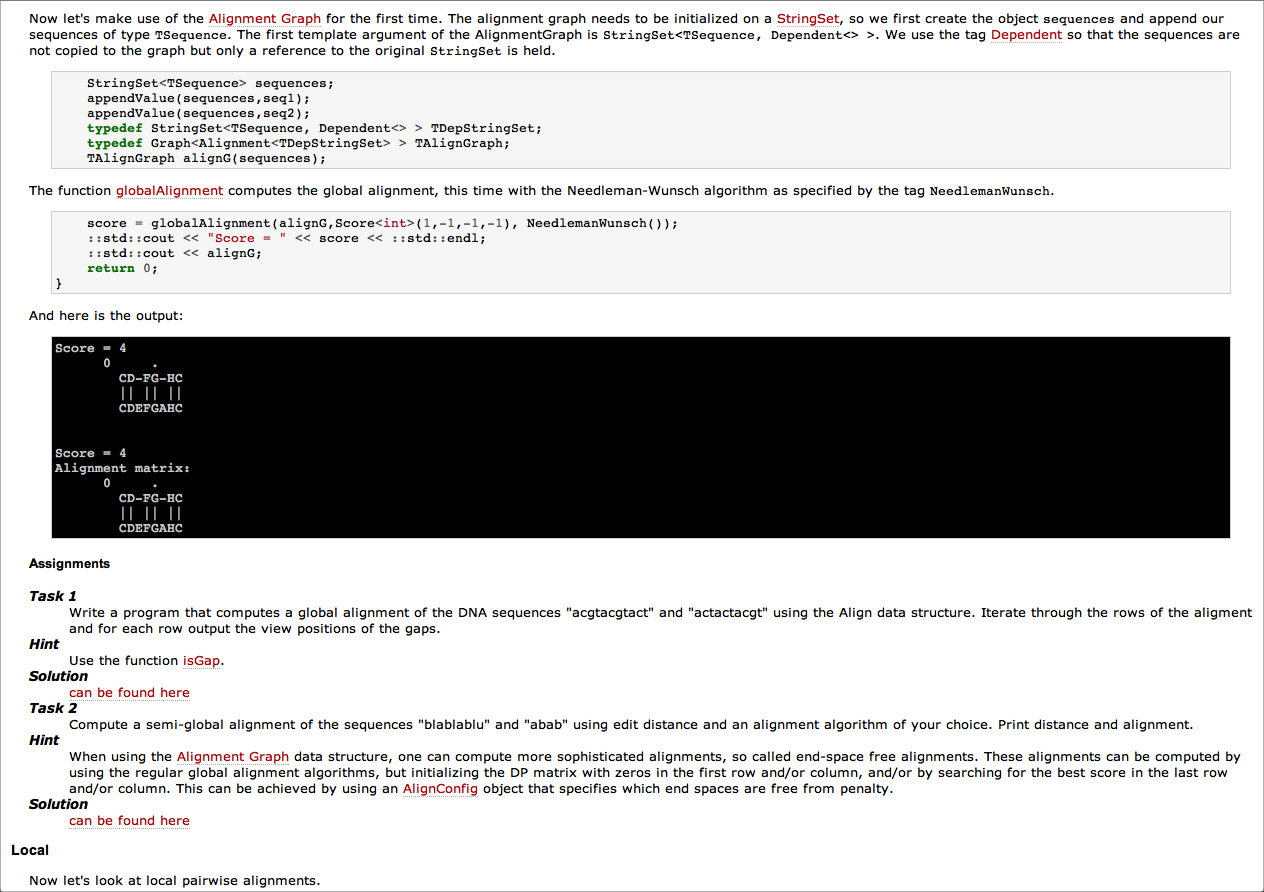 Now let's make use of the Alignment Graph for the first time. The alignment graph needs to be initialized on a StringSet, so we first create the object sequences and append our
sequences of type TSequence. The first template argument of the AlignmentGraph is StringSet<TSequence, Dependent<> >. We use the tag Dependent so that the sequences are
not copied to the graph but only a reference to the original StringSet is held.
StringSet<TSequence> sequences;
appendValue(sequences,seq1);
appendValue(sequences,seq2);
typedef StringSet<TSequence, Dependent<> > TDepStringSet;
typedef Graph<Alignment<TDepStringSet> > TAlignGraph;
TAlignGraph alignG(sequences);
The function globalAlignment computes the global alignment, this time with the Needleman-Wunsch algorithm as specified by the tag NeedlemanWunsch.
score = globalAlignment(alignG,Score<int>(1,-1,-1,-1), NeedlemanWunsch());
::std::cout << "Score = " << score << ::std::endl;
::std::cout << alignG;
return 0;
}
And here is the output:
Score = 4
0     .
CD-FG-HC
|| || ||
CDEFGAHC
Score = 4
Alignment matrix:
0     .
CD-FG-HC
|| || ||
CDEFGAHC
Assignments
Task 1
Write a program that computes a global alignment of the DNA sequences "acgtacgtact" and "actactacgt" using the Align data structure. Iterate through the rows of the aligment
and for each row output the view positions of the gaps.
Hint
Use the function isGap.
Solution
can be found here
Task 2
Compute a semi-global alignment of the sequences "blablablu" and "abab" using edit distance and an alignment algorithm of your choice. Print distance and alignment.
Hint
When using the Alignment Graph data structure, one can compute more sophisticated alignments, so called end-space free alignments. These alignments can be computed by
using the regular global alignment algorithms, but initializing the DP matrix with zeros in the first row and/or column, and/or by searching for the best score in the last row
and/or column. This can be achieved by using an AlignConfig object that specifies which end spaces are free from penalty.
Solution
can be found here
Local
Now let's look at local pairwise alignments.